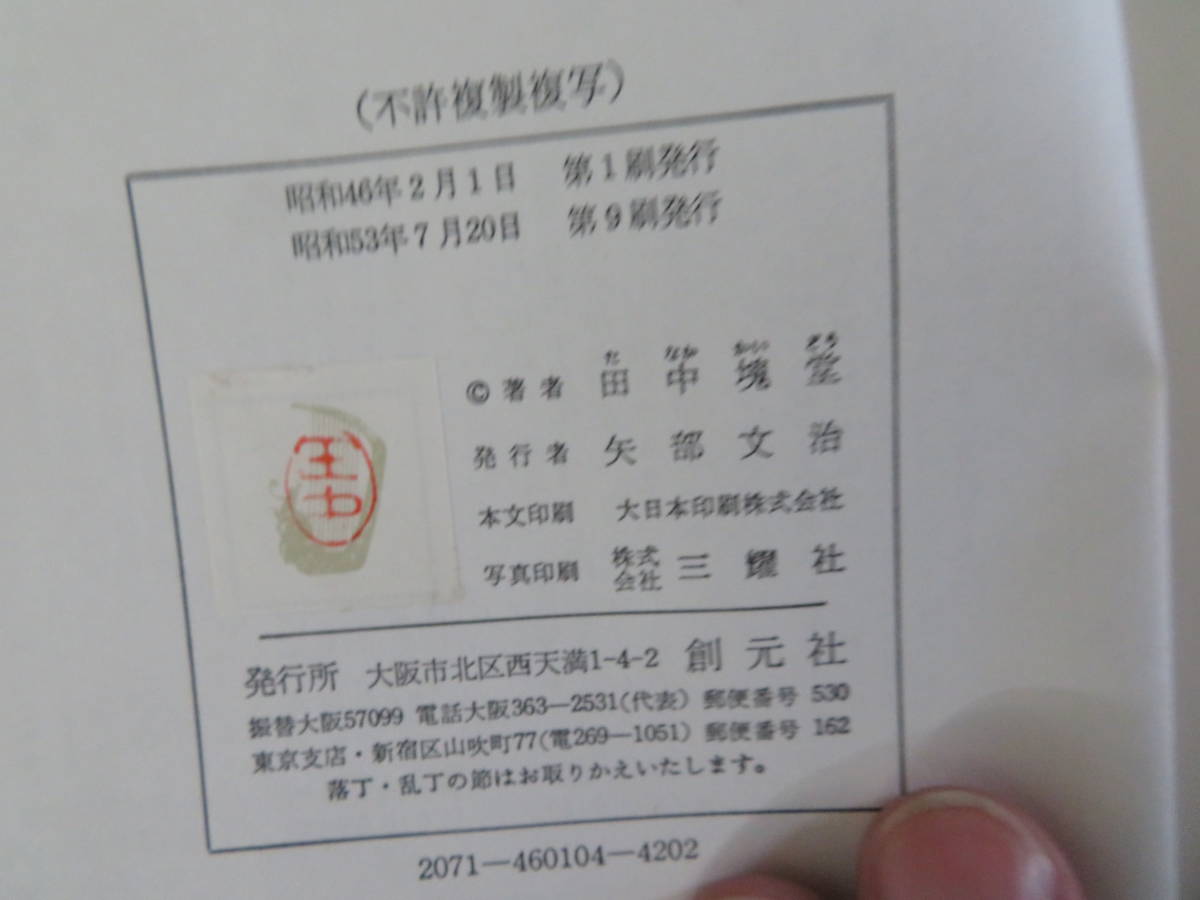 (不許複製複写)
昭和46年2月1日 第1刷発行
昭和53年7月20日 第9刷発行
©著者 田中塊堂
た なか かい どう
発行者 矢部文治
本文印刷 大日本印刷株式会社
写真印刷 株式会社 三耀社
発行所 大阪市北区西天満1-4-2 創元社
振替大阪57099 電話大阪363—2531(代表) 郵便番号 530
東京支店・新宿区山吹町77(電269—1051) 郵便番号 162
落丁・乱丁の節はお取りかえいたします。
2071—460104—4202